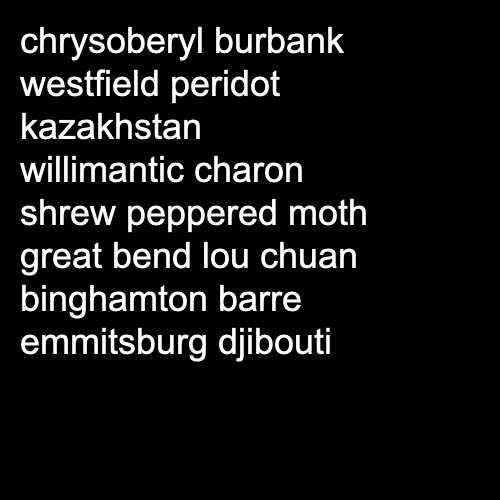 chrysoberyl burbank
westfield peridot
kazakhstan
willimantic charon
shrew peppered moth
great bend lou chuan
binghamton barre
emmitsburg djibouti